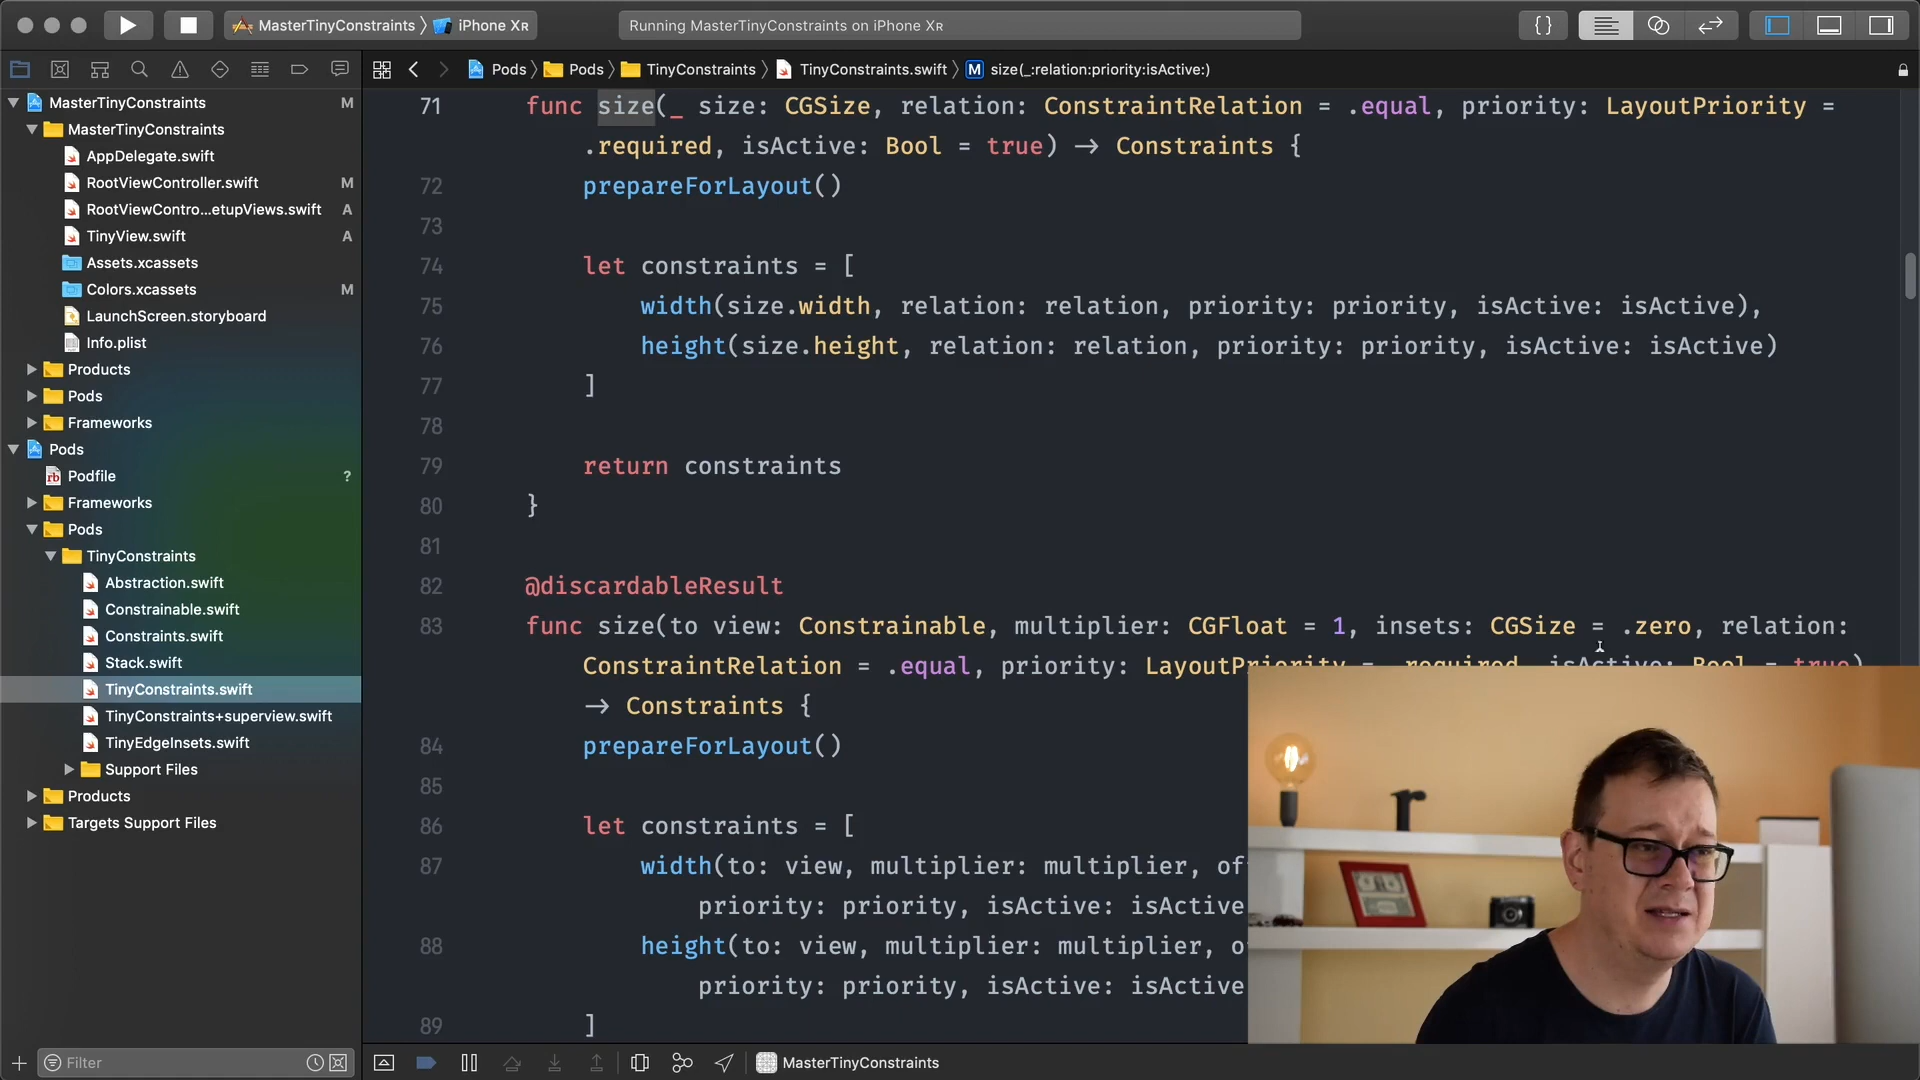 MasterTinyConstraints 〉 iPhone Xʀ
Running MasterTinyConstraints on iPhone Xʀ
{}
Pods 〉 Pods 〉 TinyConstraints 〉 TinyConstraints.swift 〉 M size(_:relation:priority:isActive:)
MasterTinyConstraints M
MasterTinyConstraints
AppDelegate.swift
RootViewController.swift M
RootViewContro...etupViews.swift A
TinyView.swift A
Assets.xcassets
Colors.xcassets M
LaunchScreen.storyboard
Info.plist
Products
Pods
Frameworks
Pods
rb Podfile ?
Frameworks
Pods
TinyConstraints
Abstraction.swift
Constrainable.swift
Constraints.swift
Stack.swift
TinyConstraints.swift
TinyConstraints+superview.swift
TinyEdgeInsets.swift
Support Files
Products
Targets Support Files
Filter
71 func size(_ size: CGSize, relation: ConstraintRelation = .equal, priority: LayoutPriority =
.required, isActive: Bool = true) → Constraints {
72 prepareForLayout()
73
74 let constraints = [
75 width(size.width, relation: relation, priority: priority, isActive: isActive),
76 height(size.height, relation: relation, priority: priority, isActive: isActive)
77 ]
78
79 return constraints
80 }
81
82 @discardableResult
83 func size(to view: Constrainable, multiplier: CGFloat = 1, insets: CGSize = .zero, relation:
ConstraintRelation = .equal, priority: LayoutPriority = .required, isActive: Bool = true)
→ Constraints {
84 prepareForLayout()
85
86 let constraints = [
87 width(to: view, multiplier: multiplier, of
priority: priority, isActive: isActive
88 height(to: view, multiplier: multiplier, o
priority: priority, isActive: isActive
89 ]
MasterTinyConstraints